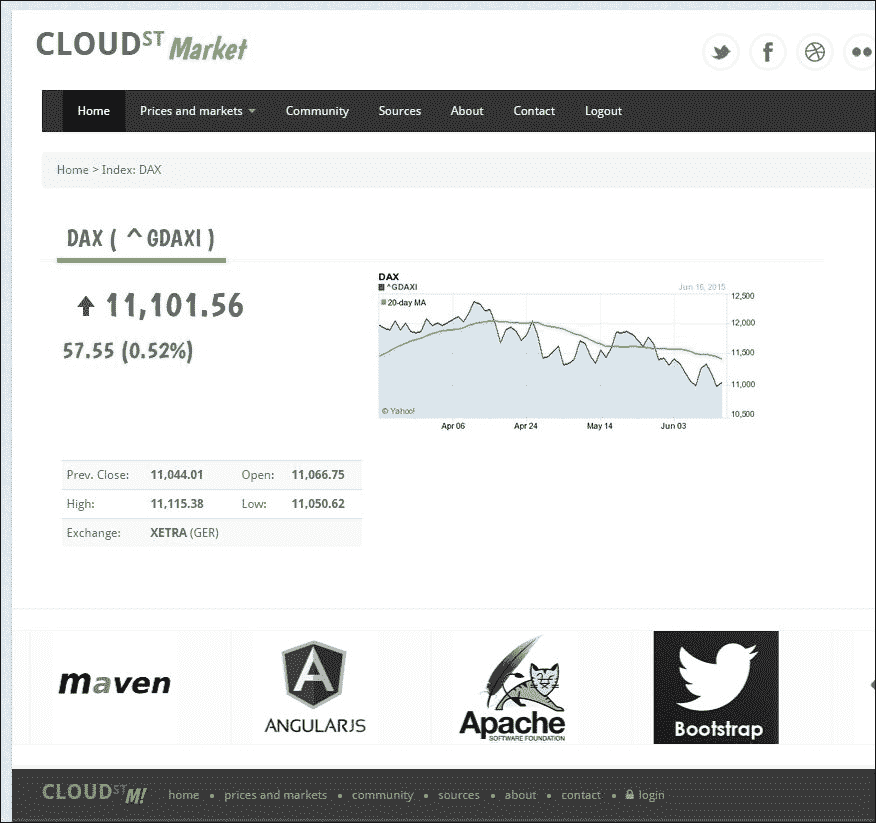 CLOUDST Market
Home Prices and markets Community Sources About Contact Logout
Home > Index: DAX
DAX ( ^GDAXI )
11,101.56
57.55 (0.52%)
DAX
^GDAXI
Jun 16, 2015
20-day MA
12,500
12,000
11,500
11,000
10,500
© Yahoo!
Apr 06 Apr 24 May 14 Jun 03
Prev. Close: 11,044.01 Open: 11,066.75
High: 11,115.38 Low: 11,050.62
Exchange: XETRA (GER)
maven
ANGULARJS
Apache
SOFTWARE FOUNDATION
Bootstrap
CLOUDST M! home • prices and markets • community • sources • about • contact • login